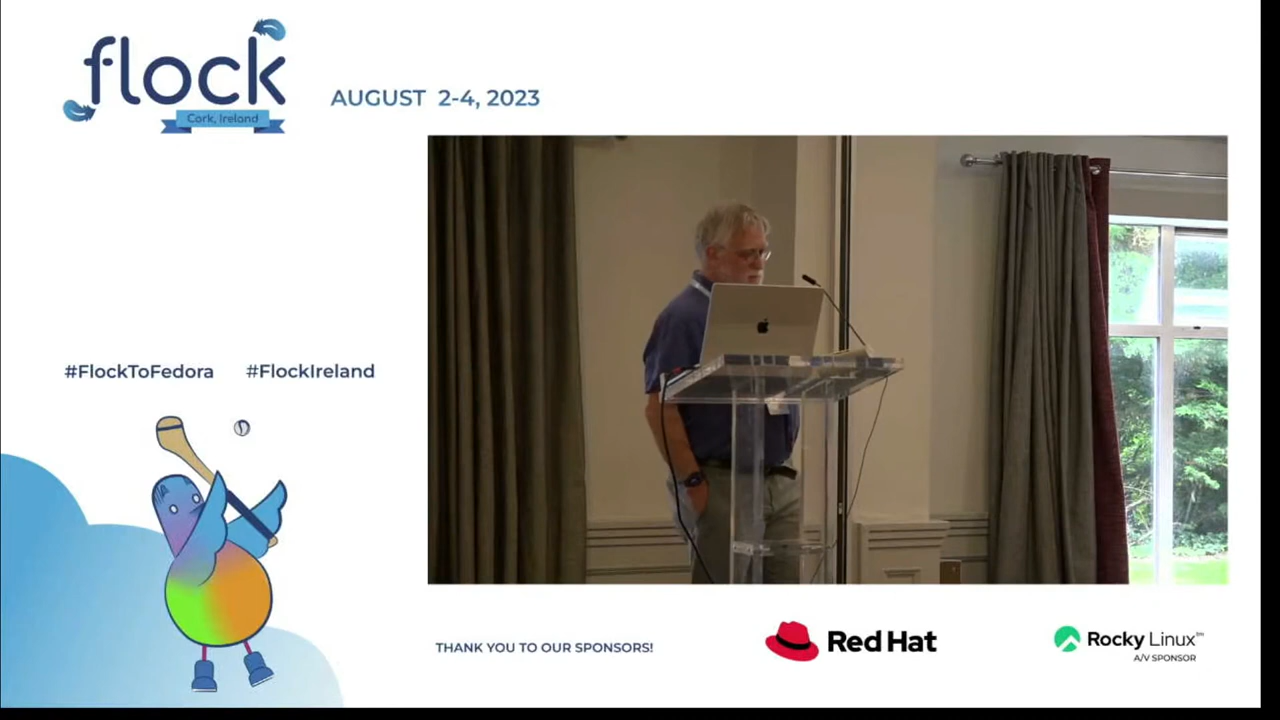 flock
Cork, Ireland
AUGUST 2-4, 2023
#FlockToFedora #FlockIreland
THANK YOU TO OUR SPONSORS!
Red Hat
Rocky Linux™
A/V SPONSOR